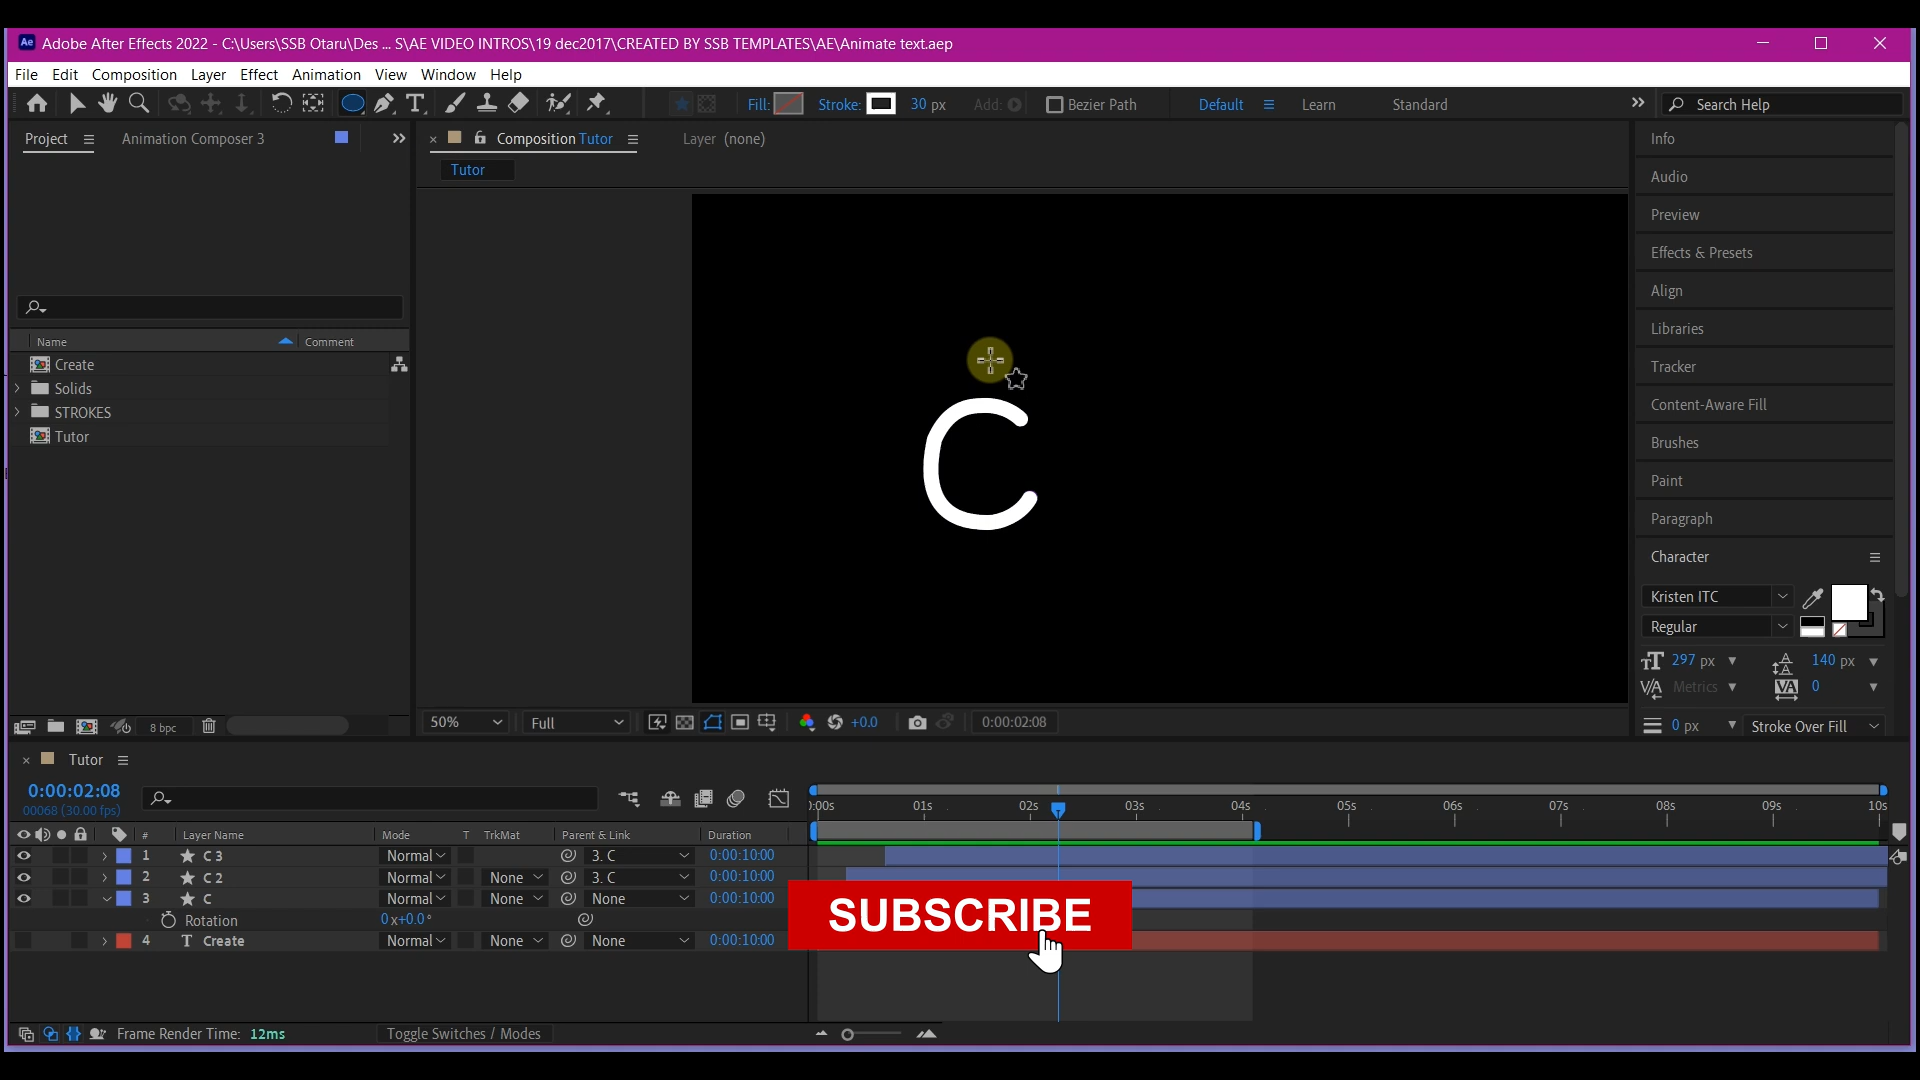 Adobe After Effects 2022 - C:\Users\SSB Otaru\Des ... S\AE VIDEO INTROS\19 dec2017\CREATED BY SSB TEMPLATES\AE\Animate text.aep
File Edit Composition Layer Effect Animation View Window Help
Fill: Stroke: 30 px Add: Bezier Path Default Learn Standard Search Help
Project Animation Composer 3 Composition Tutor Layer (none)
Tutor
Info
Audio
Preview
Effects & Presets
Align
Libraries
Tracker
Content-Aware Fill
Brushes
Paint
Paragraph
Character
Kristen ITC
Regular
297 px 140 px
Metrics 0
0 px Stroke Over Fill
Name Comment
Create
Solids
STROKES
Tutor
C
8 bpc
50% Full +0.0 0:00:02:08
Tutor
0:00:02:08
00068 (30.00 fps)
:00s 01s 02s 03s 04s 05s 06s 07s 08s 09s 10s
# Layer Name Mode T TrkMat Parent & Link Duration
1 C 3 Normal 3. C 0:00:10:00
2 C 2 Normal None 3. C 0:00:10:00
3 C Normal None None 0:00:10:00
Rotation 0x+0.0°
4 T Create Normal None None 0:00:10:00
SUBSCRIBE
Frame Render Time: 12ms Toggle Switches / Modes